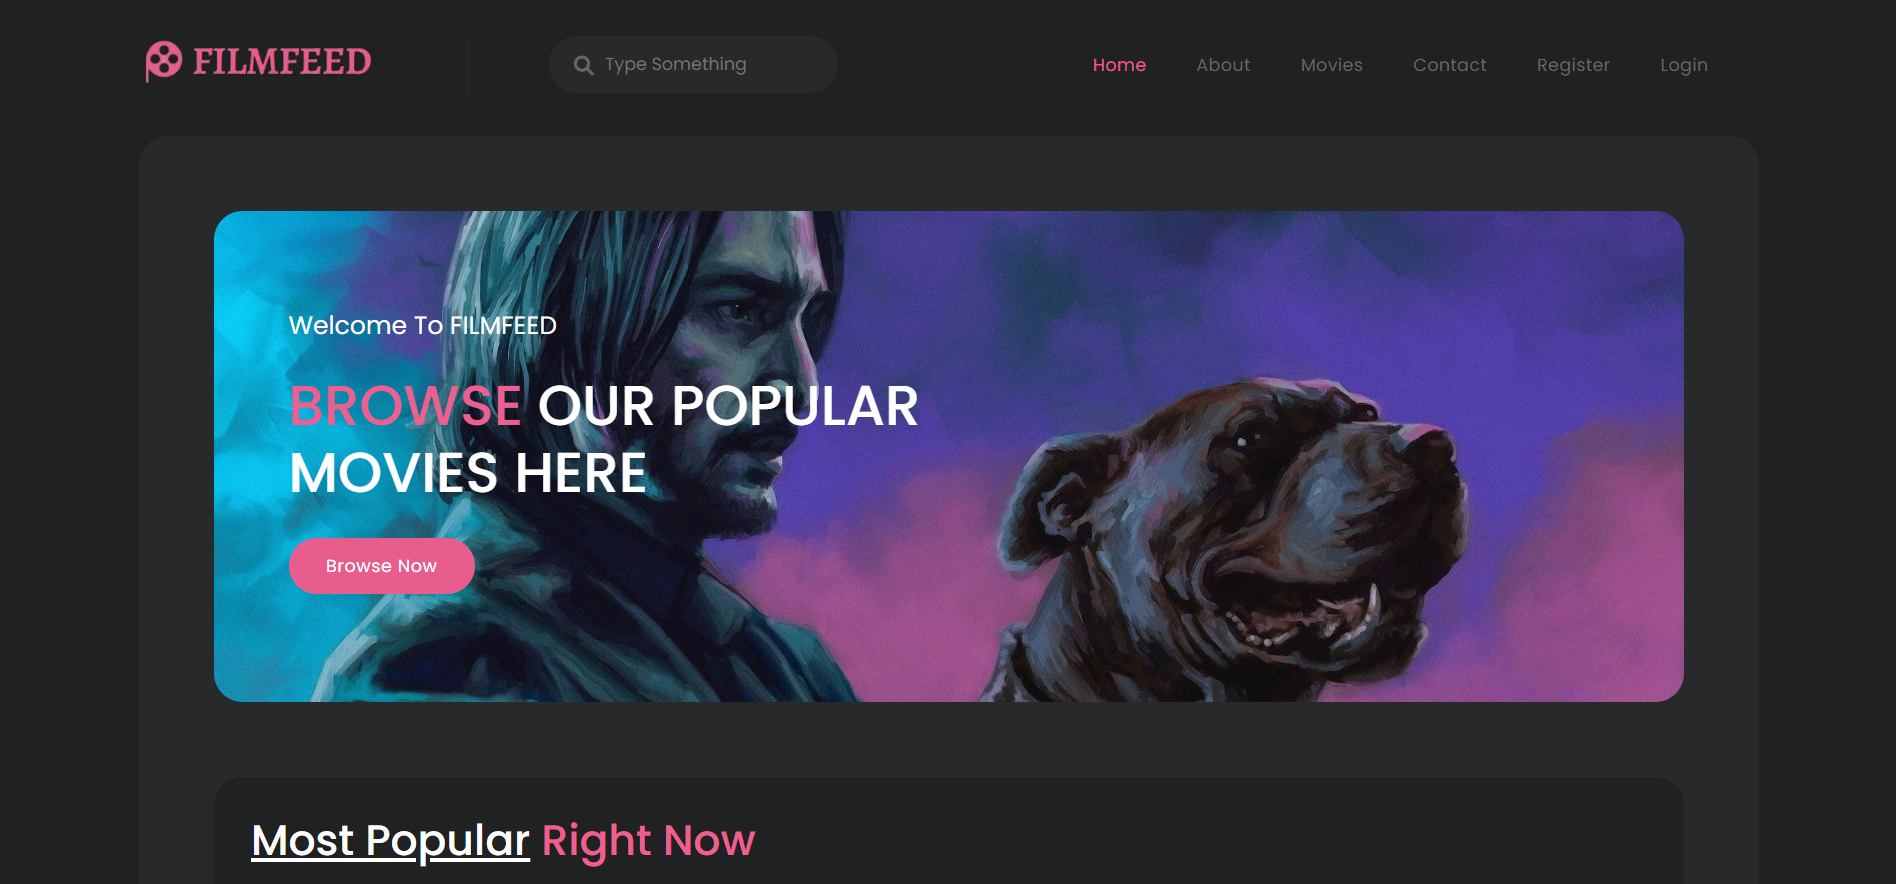 FILMFEED
Type Something
Home About Movies Contact Register Login
Welcome To FILMFEED
BROWSE OUR POPULAR
MOVIES HERE
Browse Now
Most Popular Right Now